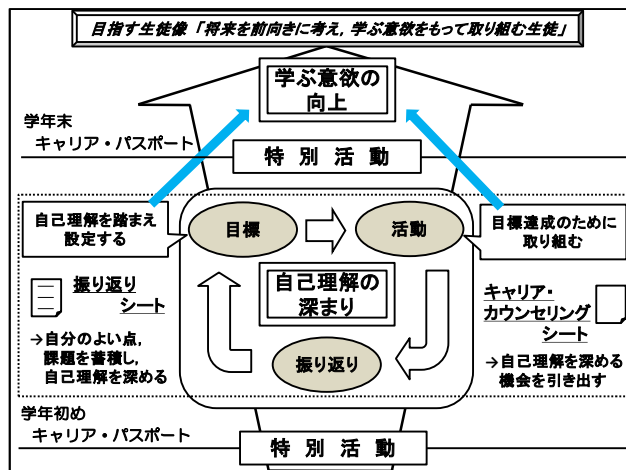 目指す生徒像「将来を前向きに考え，学ぶ意欲をもって取り組む生徒」
学ぶ意欲の
向上
学年末
キャリア・パスポート
特 別 活 動
自己理解を踏まえ
設定する
目標
活動
目標達成のために
取り組む
自己理解の
深まり
振り返り
シート
→自分のよい点，
課題を蓄積し，
自己理解を深める
キャリア・
カウンセリング
シート
→自己理解を深める
機会を引き出す
振り返り
学年初め
キャリア・パスポート
特 別 活 動